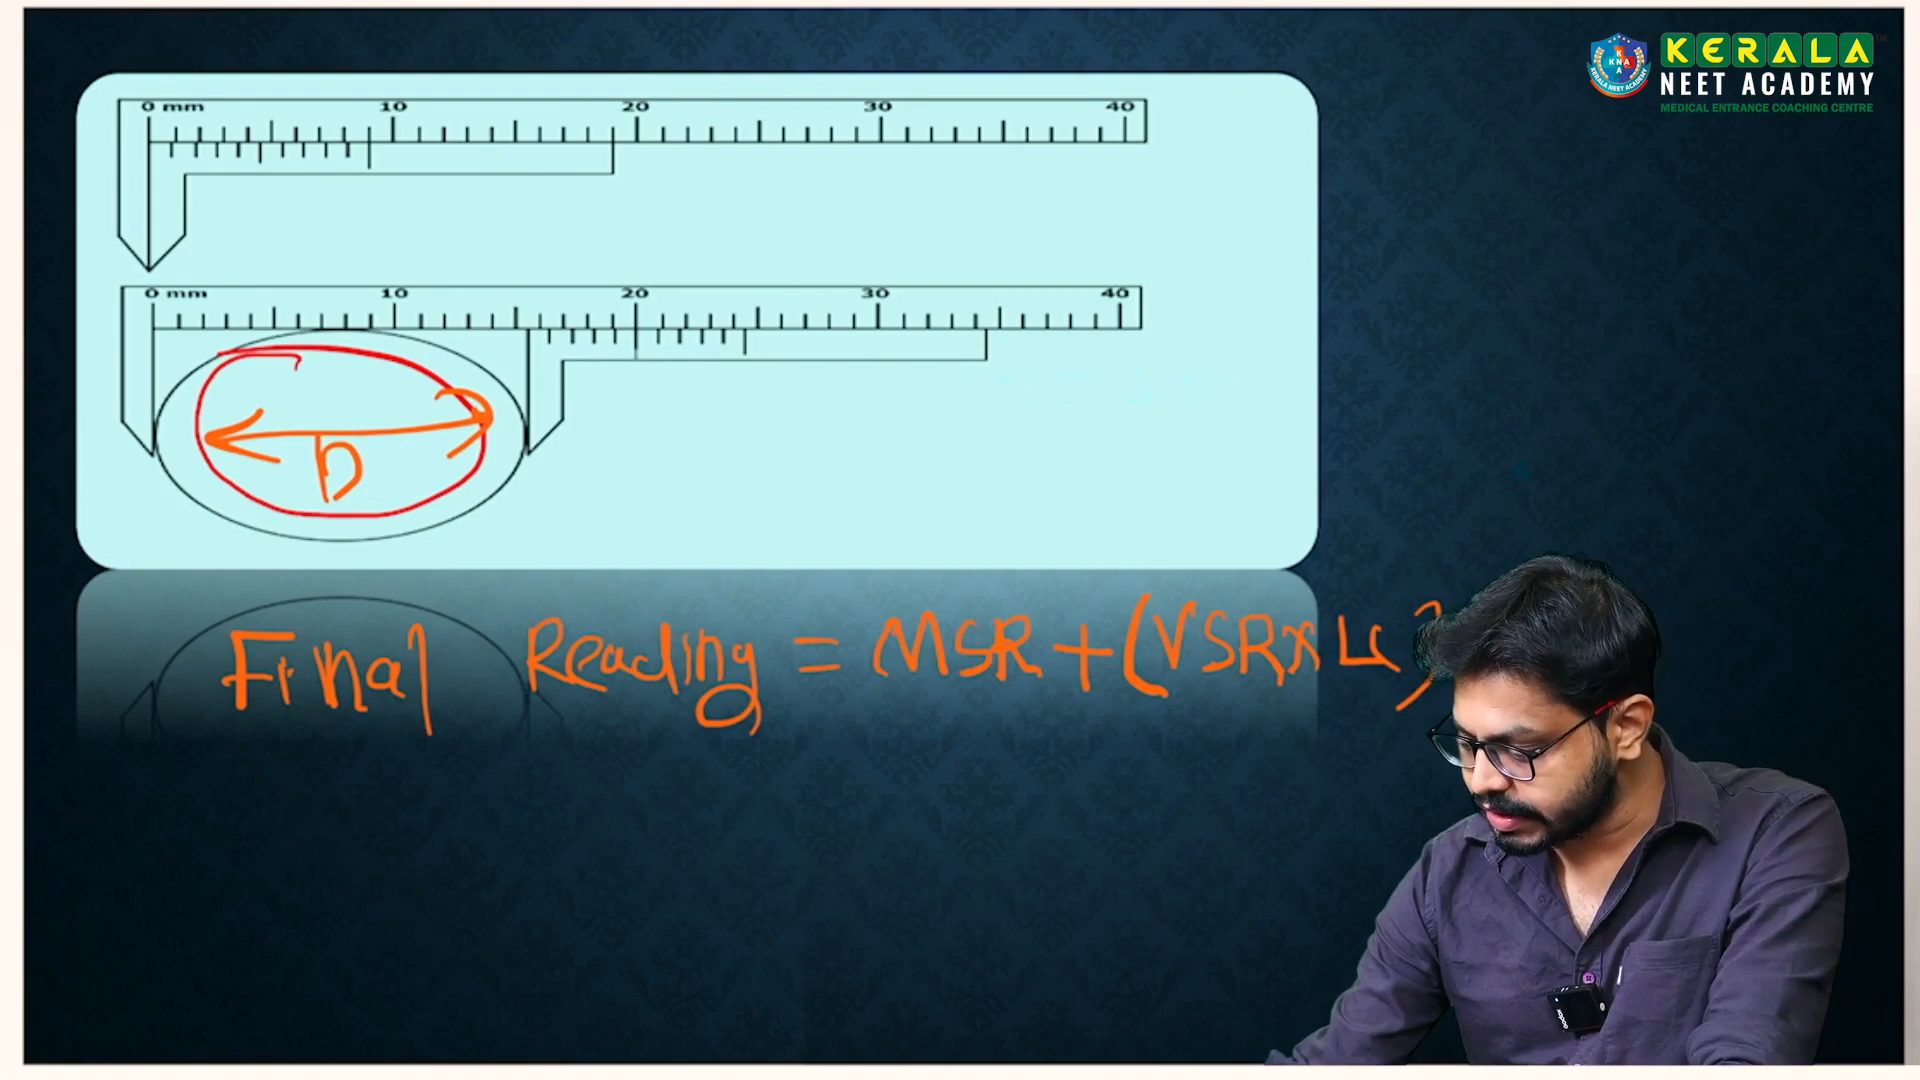 KERALA
NEET ACADEMY
MEDICAL ENTRANCE COACHING CENTRE
0 mm 10 20 30 40
0 mm 10 20 30 40
D
Final Reading = MSR + (VSR x LC)